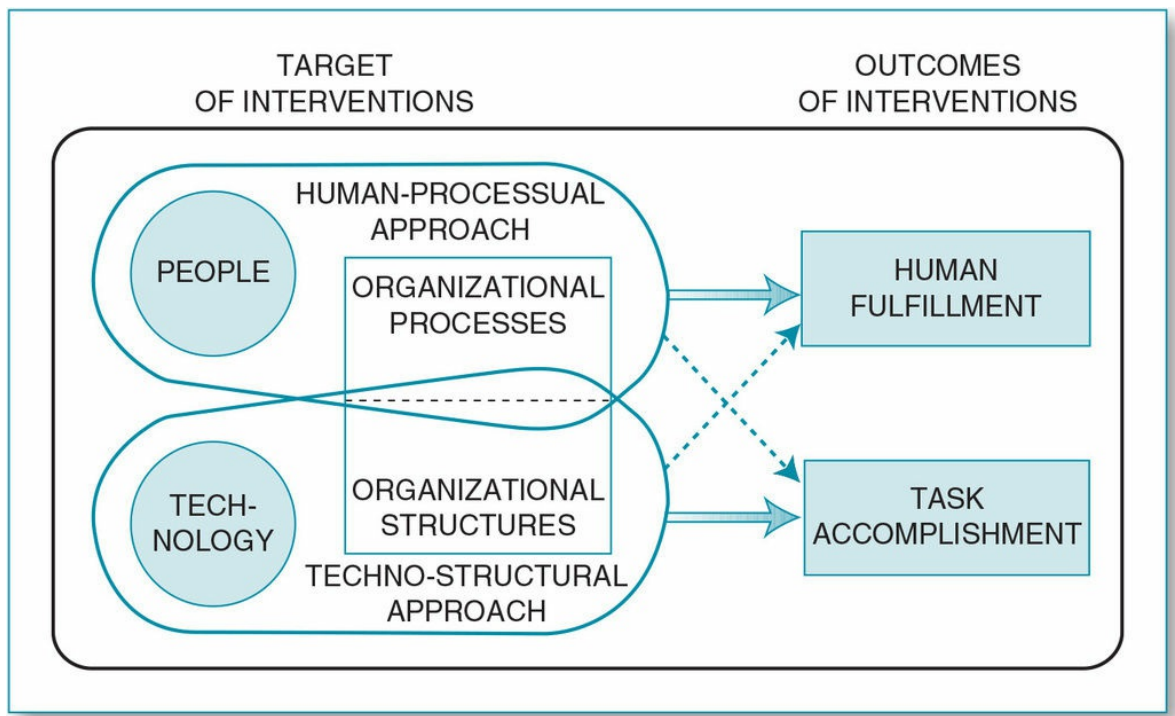 TARGET
OF INTERVENTIONS
OUTCOMES
OF INTERVENTIONS
HUMAN-PROCESSUAL
APPROACH
PEOPLE
ORGANIZATIONAL
PROCESSES
HUMAN
FULFILLMENT
TECH-
NOLOGY
ORGANIZATIONAL
STRUCTURES
TECHNO-STRUCTURAL
APPROACH
TASK
ACCOMPLISHMENT